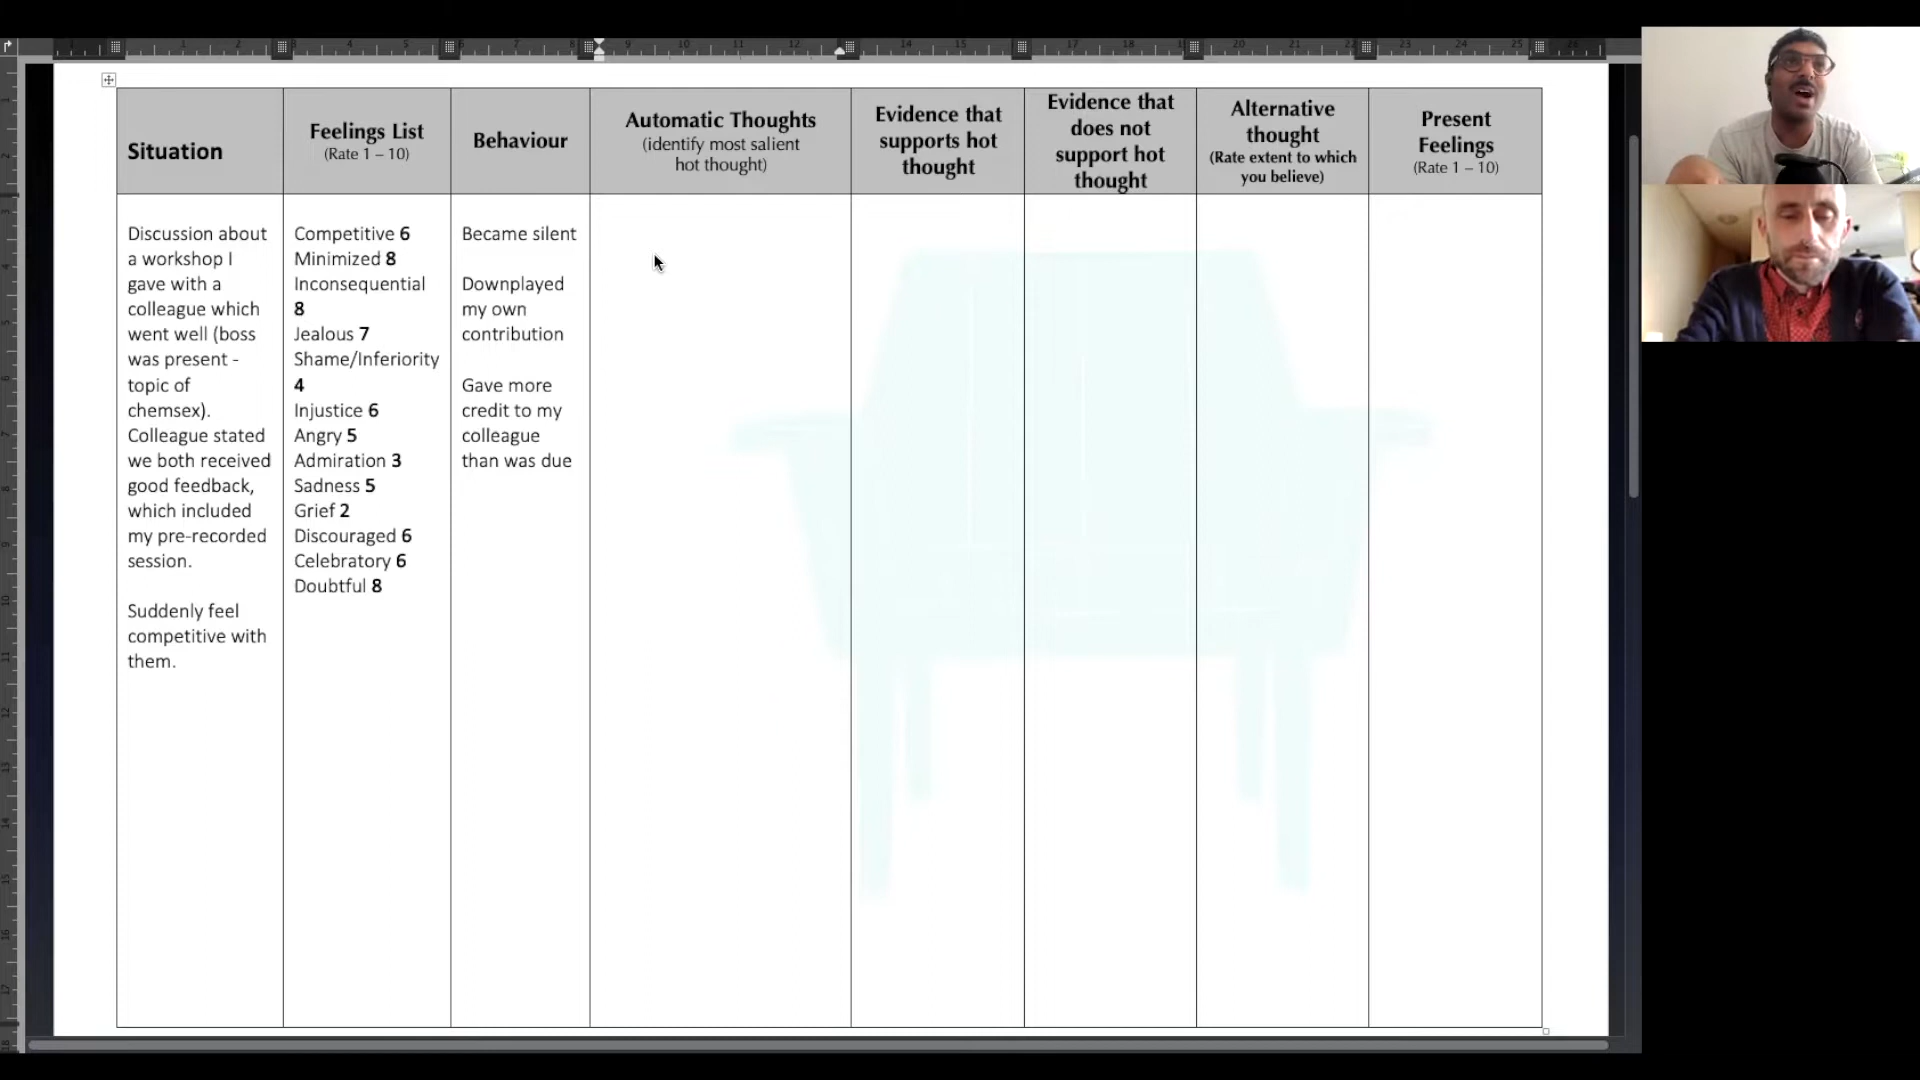 Situation
Feelings List
(Rate 1 – 10)
Behaviour
Automatic Thoughts
(identify most salient
hot thought)
Evidence that
supports hot
thought
Evidence that
does not
support hot
thought
Alternative
thought
(Rate extent to which
you believe)
Present
Feelings
(Rate 1 – 10)
Discussion about
a workshop I
gave with a
colleague which
went well (boss
was present -
topic of
chemsex).
Colleague stated
we both received
good feedback,
which included
my pre-recorded
session.
Suddenly feel
competitive with
them.
Competitive 6
Minimized 8
Inconsequential
8
Jealous 7
Shame/Inferiority
4
Injustice 6
Angry 5
Admiration 3
Sadness 5
Grief 2
Discouraged 6
Celebratory 6
Doubtful 8
Became silent
Downplayed
my own
contribution
Gave more
credit to my
colleague
than was due